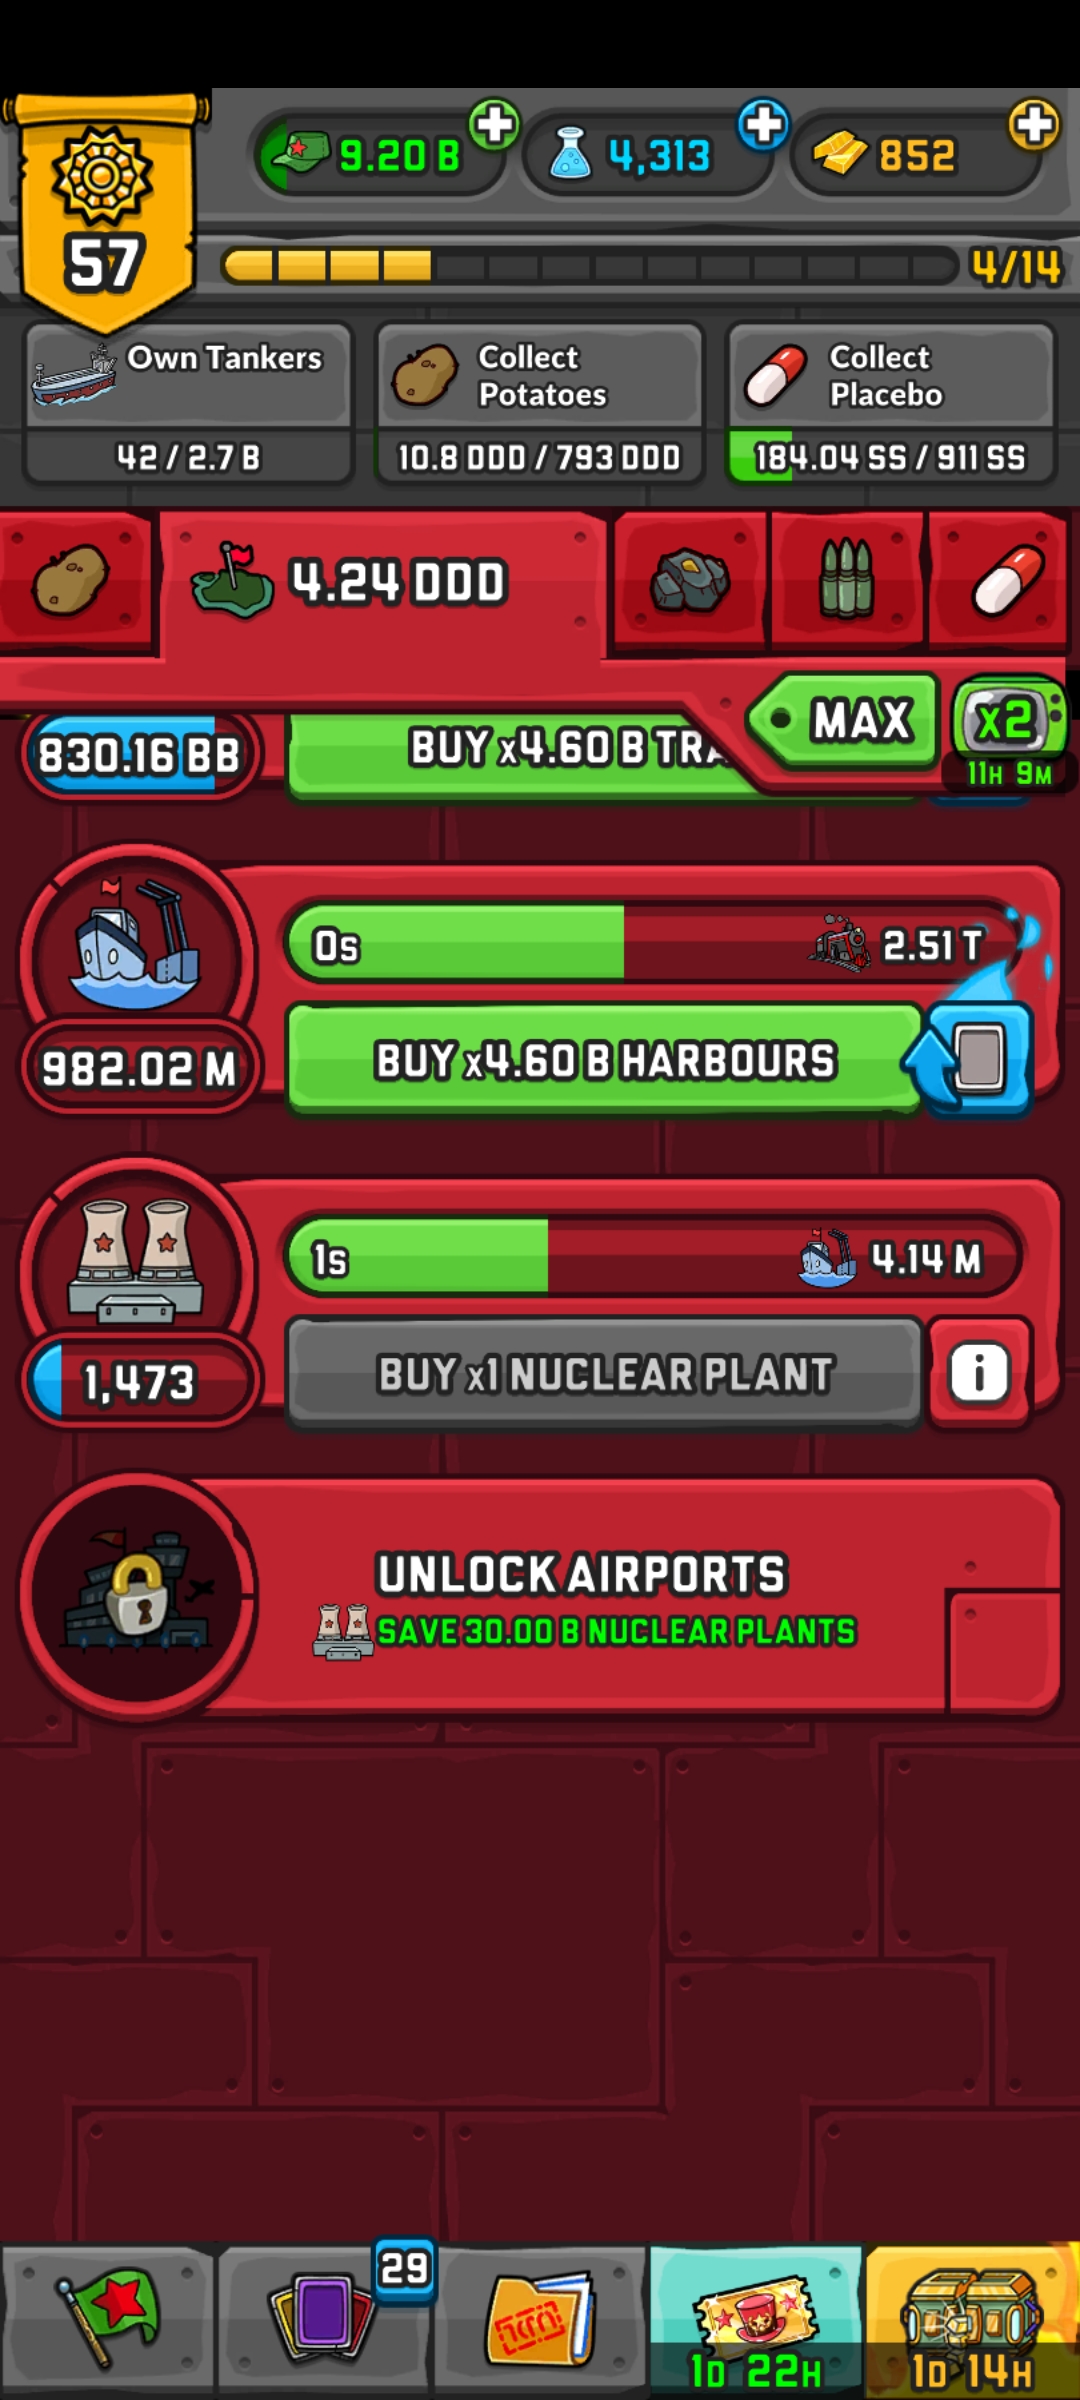 9.20 B
4,313
852
57
4/14
Own Tankers
42 / 2.7 B
Collect
Potatoes
10.8 DDD / 793 DDD
Collect
Placebo
184.04 SS / 911 SS
4.24 DDD
MAX
x2
11H 9M
830.16 BB
BUY x4.60 B TRA
0s
2.51 T
982.02 M
BUY x4.60 B HARBOURS
1s
4.14 M
1,473
BUY x1 NUCLEAR PLANT
i
UNLOCK AIRPORTS
SAVE 30.00 B NUCLEAR PLANTS
29
1D 22H
1D 14H